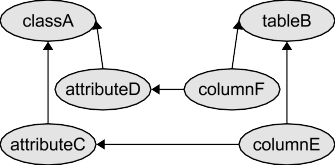 classA
tableB
attributeD
columnF
attributeC
columnE